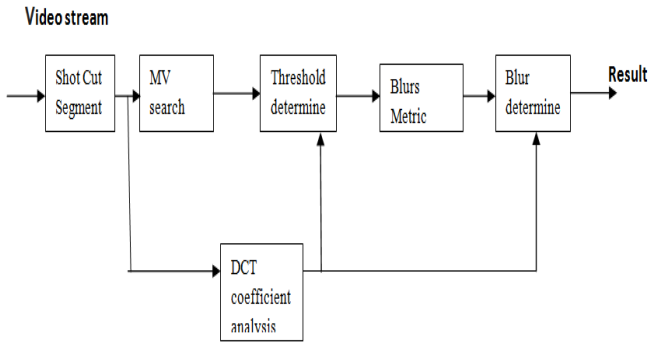 Video stream
Shot Cut
Segment
MV
search
Threshold
determine
Blurs
Metric
Blur
determine
Result
DCT
coefficient
analysis